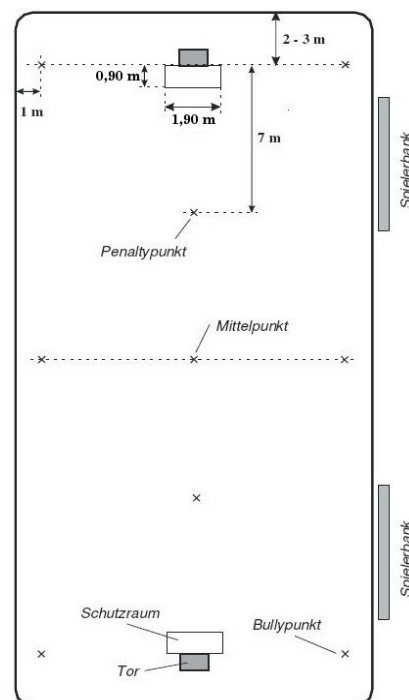 2 - 3 m
0,90 m
1 m
1,90 m
7 m
Spielerbank
Penaltypunkt
Mittelpunkt
Spielerbank
Schutzraum
Bullypunkt
Tor